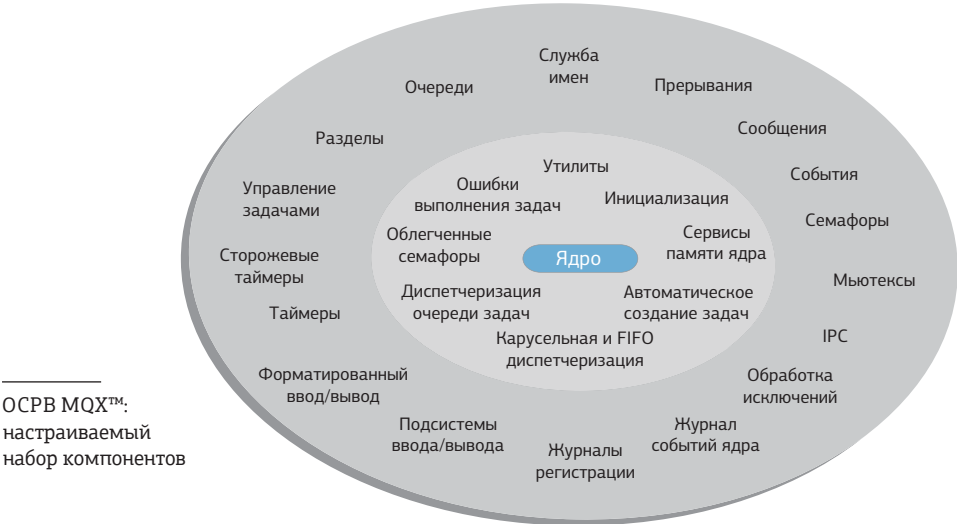 Служба
имен
Очереди
Прерывания
Разделы
Сообщения
Утилиты
События
Ошибки
выполнения задач
Инициализация
Управление
задачами
Семафоры
Облегченные
семафоры
Сервисы
памяти ядра
Ядро
Сторожевые
таймеры
Мьютексы
Диспетчеризация
очереди задач
Автоматическое
создание задач
Таймеры
Карусельная и FIFO
диспетчеризация
IPC
Форматированный
ввод/вывод
Обработка
исключений
Подсистемы
ввода/вывода
Журнал
событий ядра
Журналы
регистрации
ОСРВ MQX™:
настраиваемый
набор компонентов